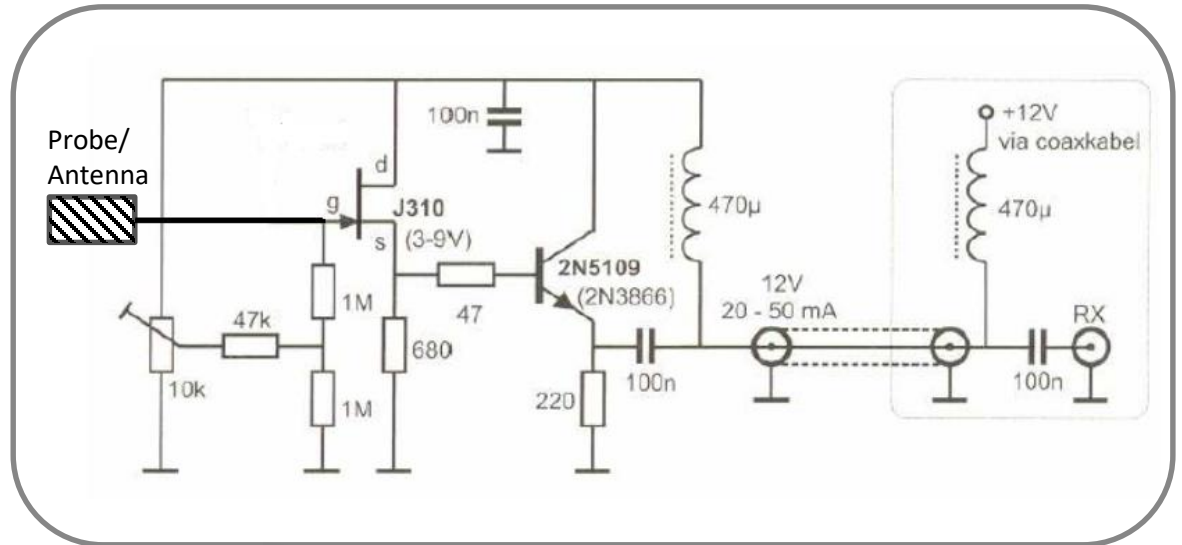 Probe/
Antenna
100n
d
g
J310
s
(3-9V)
1M
47k
10k
1M
680
47
2N5109
(2N3866)
220
100n
470µ
12V
20 - 50 mA
+12V
via coaxkabel
470µ
RX
100n